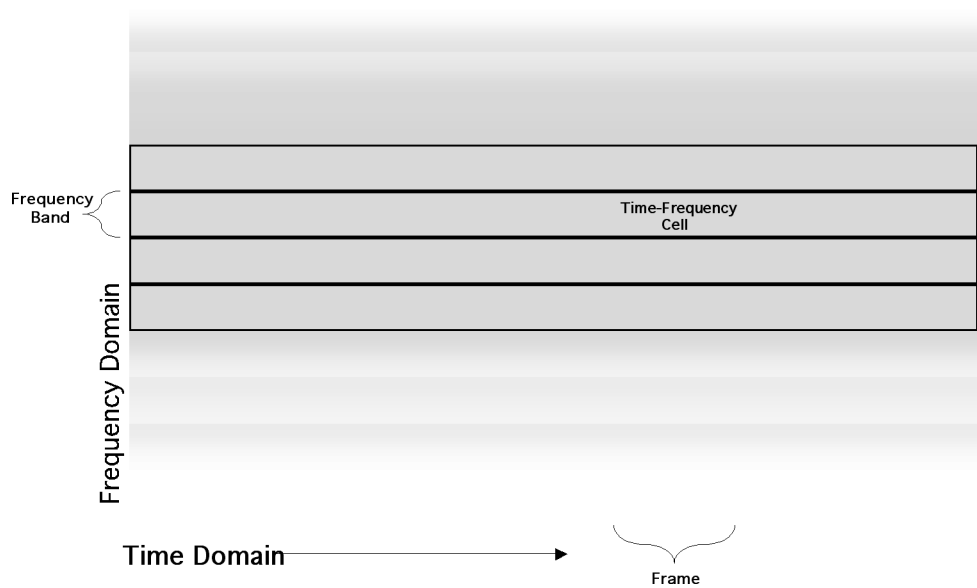 Frequency
Band
Time-Frequency
Cell
Frequency Domain
Time Domain
Frame